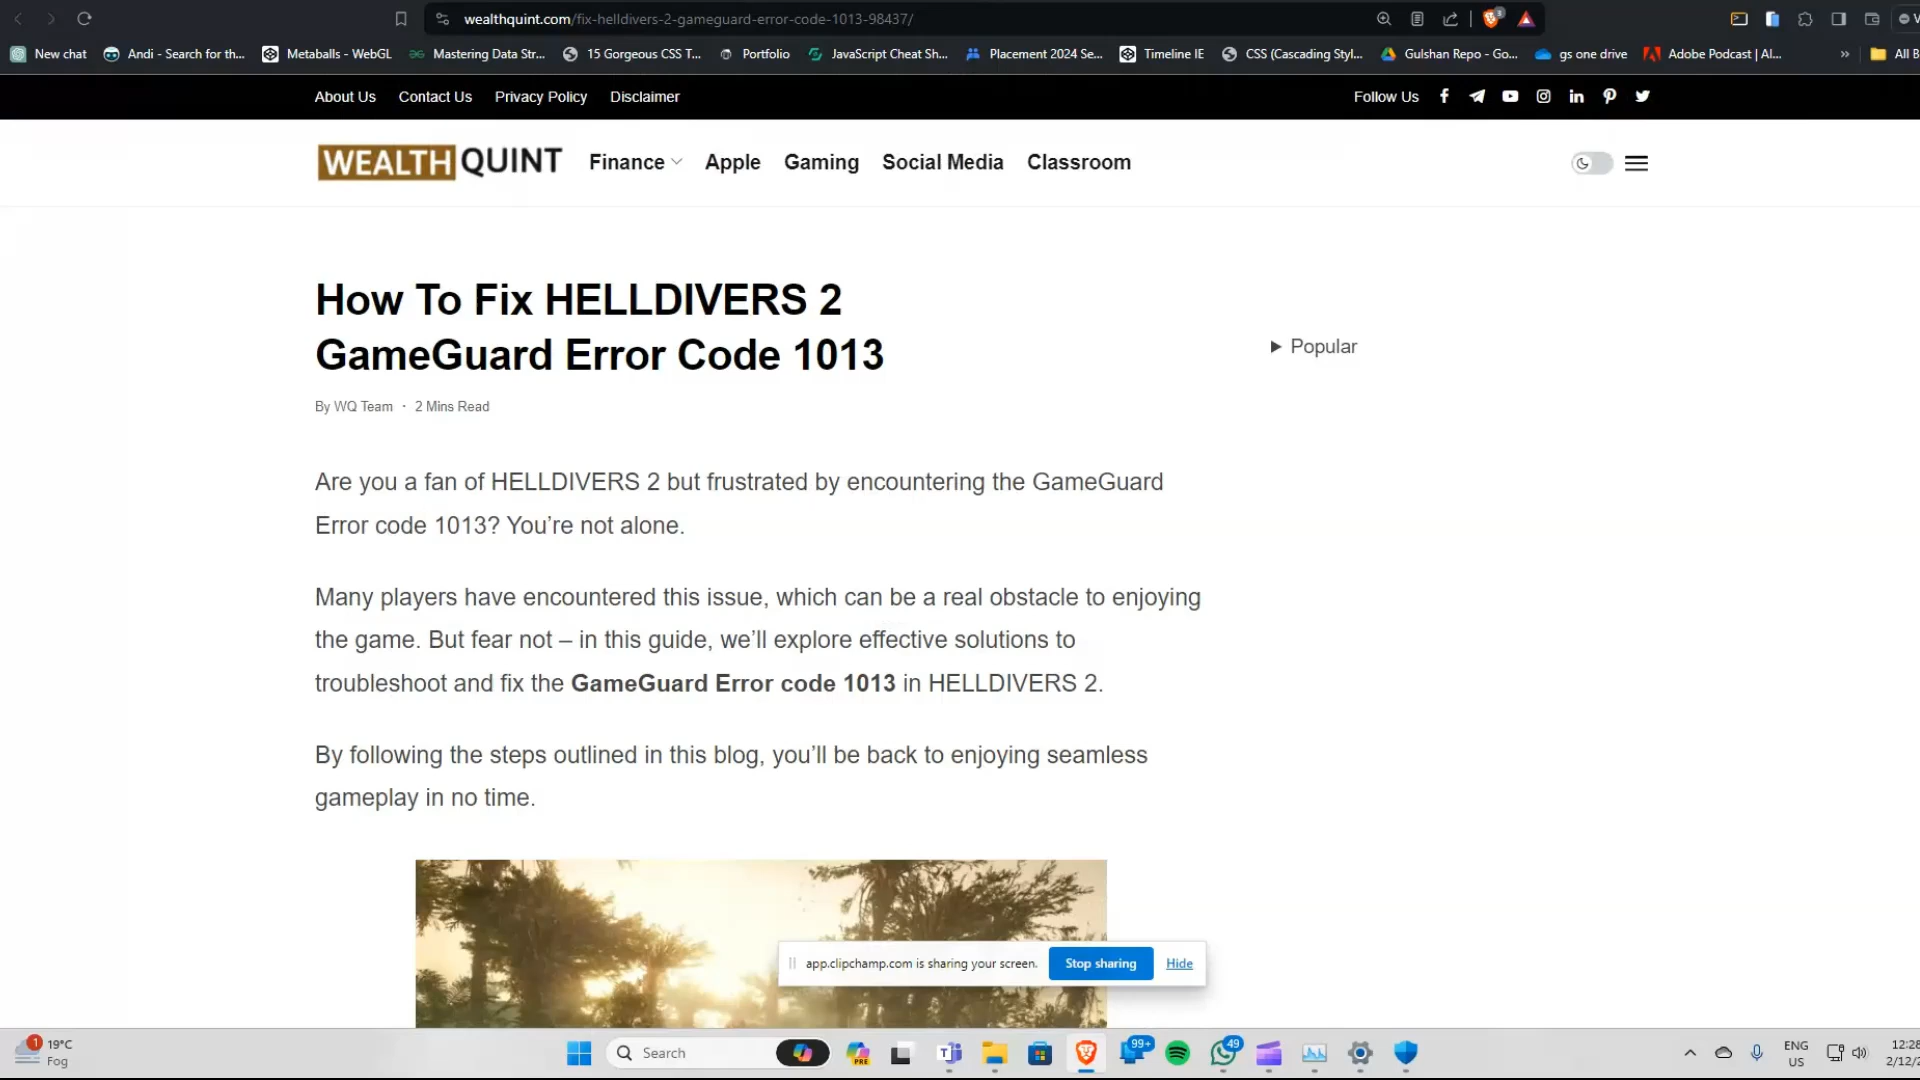 wealthquint.com/fix-helldivers-2-gameguard-error-code-1013-98437/
3
New chat
Andi - Search for th...
Metaballs - WebGL
Mastering Data Str...
15 Gorgeous CSS T...
Portfolio
JavaScript Cheat Sh...
Placement 2024 Se...
Timeline IE
CSS (Cascading Styl...
Gulshan Repo - Go...
gs one drive
Adobe Podcast | AI...
»
All B
About Us
Contact Us
Privacy Policy
Disclaimer
Follow Us
WEALTH QUINT
Finance
Apple
Gaming
Social Media
Classroom
How To Fix HELLDIVERS 2
GameGuard Error Code 1013
Popular
By WQ Team · 2 Mins Read
Are you a fan of HELLDIVERS 2 but frustrated by encountering the GameGuard
Error code 1013? You’re not alone.
Many players have encountered this issue, which can be a real obstacle to enjoying
the game. But fear not – in this guide, we’ll explore effective solutions to
troubleshoot and fix the GameGuard Error code 1013 in HELLDIVERS 2.
By following the steps outlined in this blog, you’ll be back to enjoying seamless
gameplay in no time.
app.clipchamp.com is sharing your screen.
Stop sharing
Hide
1
19°C
Fog
Search
PRE
99+
49
ENG
US
12:28
2/12/2